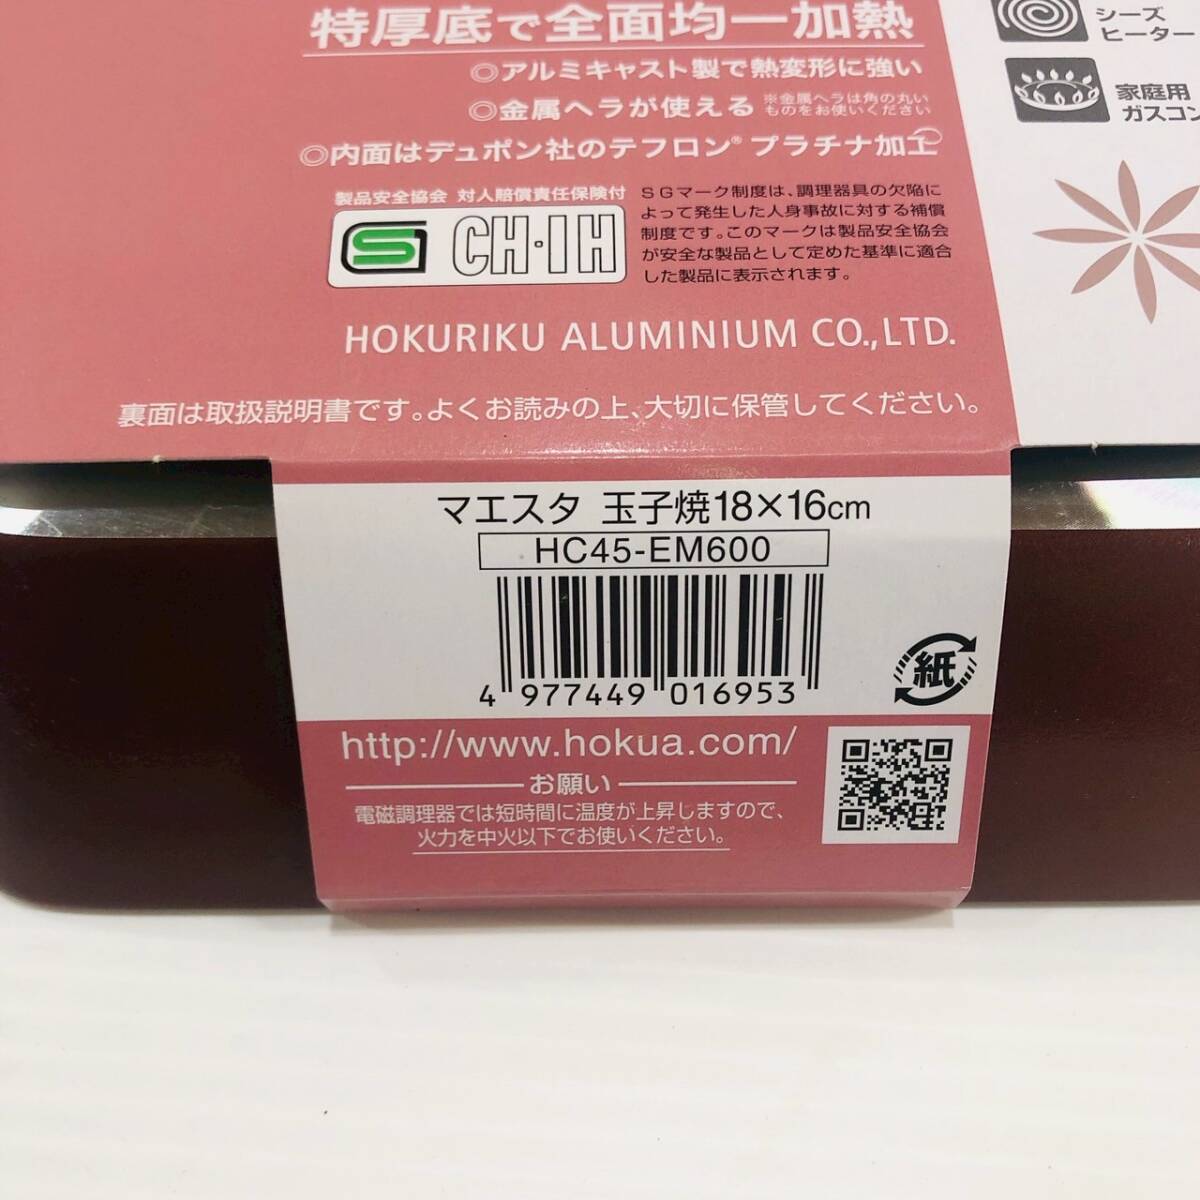 特厚底で全面均一加熱
◎アルミキャスト製で熱変形に強い
◎金属ヘラが使える ※金属ヘラは角の丸い
ものをお使いください
◎内面はデュポン社のテフロン®プラチナ加工
シーズ
ヒーター
家庭用
ガスコン
製品安全協会 対人賠償責任保険付
SG CH・IH
SGマーク制度は、調理器具の欠陥に
よって発生した人身事故に対する補償
制度です。このマークは製品安全協会
が安全な製品として定めた基準に適合
した製品に表示されます。
HOKURIKU ALUMINIUM CO.,LTD.
裏面は取扱説明書です。よくお読みの上、大切に保管してください。
マエスタ 玉子焼18×16cm
HC45-EM600
4 977449 016953
紙
http://www.hokua.com/
お願い
電磁調理器では短時間に温度が上昇しますので、
火力を中火以下でお使いください。